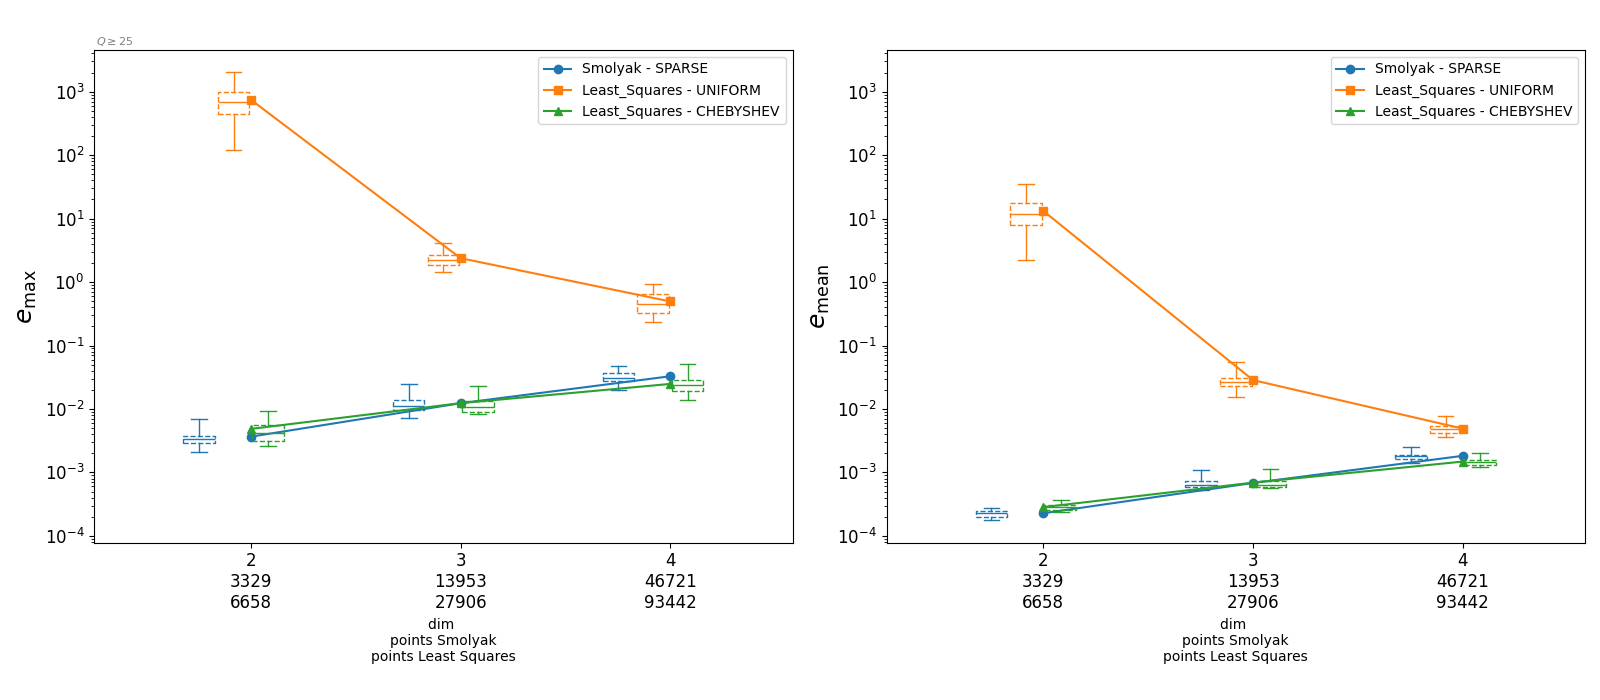 Q ≥ 25
Smolyak - SPARSE
Least_Squares - UNIFORM
Least_Squares - CHEBYSHEV
10³
10²
10¹
10⁰
10⁻¹
10⁻²
10⁻³
10⁻⁴
e_max
2 3 4
3329 13953 46721
6658 27906 93442
dim
points Smolyak
points Least Squares
Smolyak - SPARSE
Least_Squares - UNIFORM
Least_Squares - CHEBYSHEV
10³
10²
10¹
10⁰
10⁻¹
10⁻²
10⁻³
10⁻⁴
e_mean
2 3 4
3329 13953 46721
6658 27906 93442
dim
points Smolyak
points Least Squares